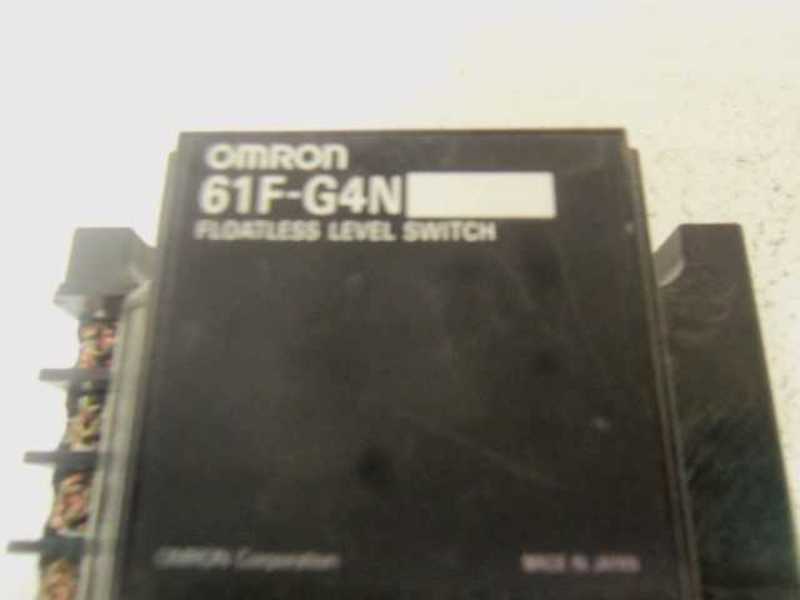 OMRON
61F-G4N
FLOATLESS LEVEL SWITCH
OMRON Corporation
MADE IN JAPAN